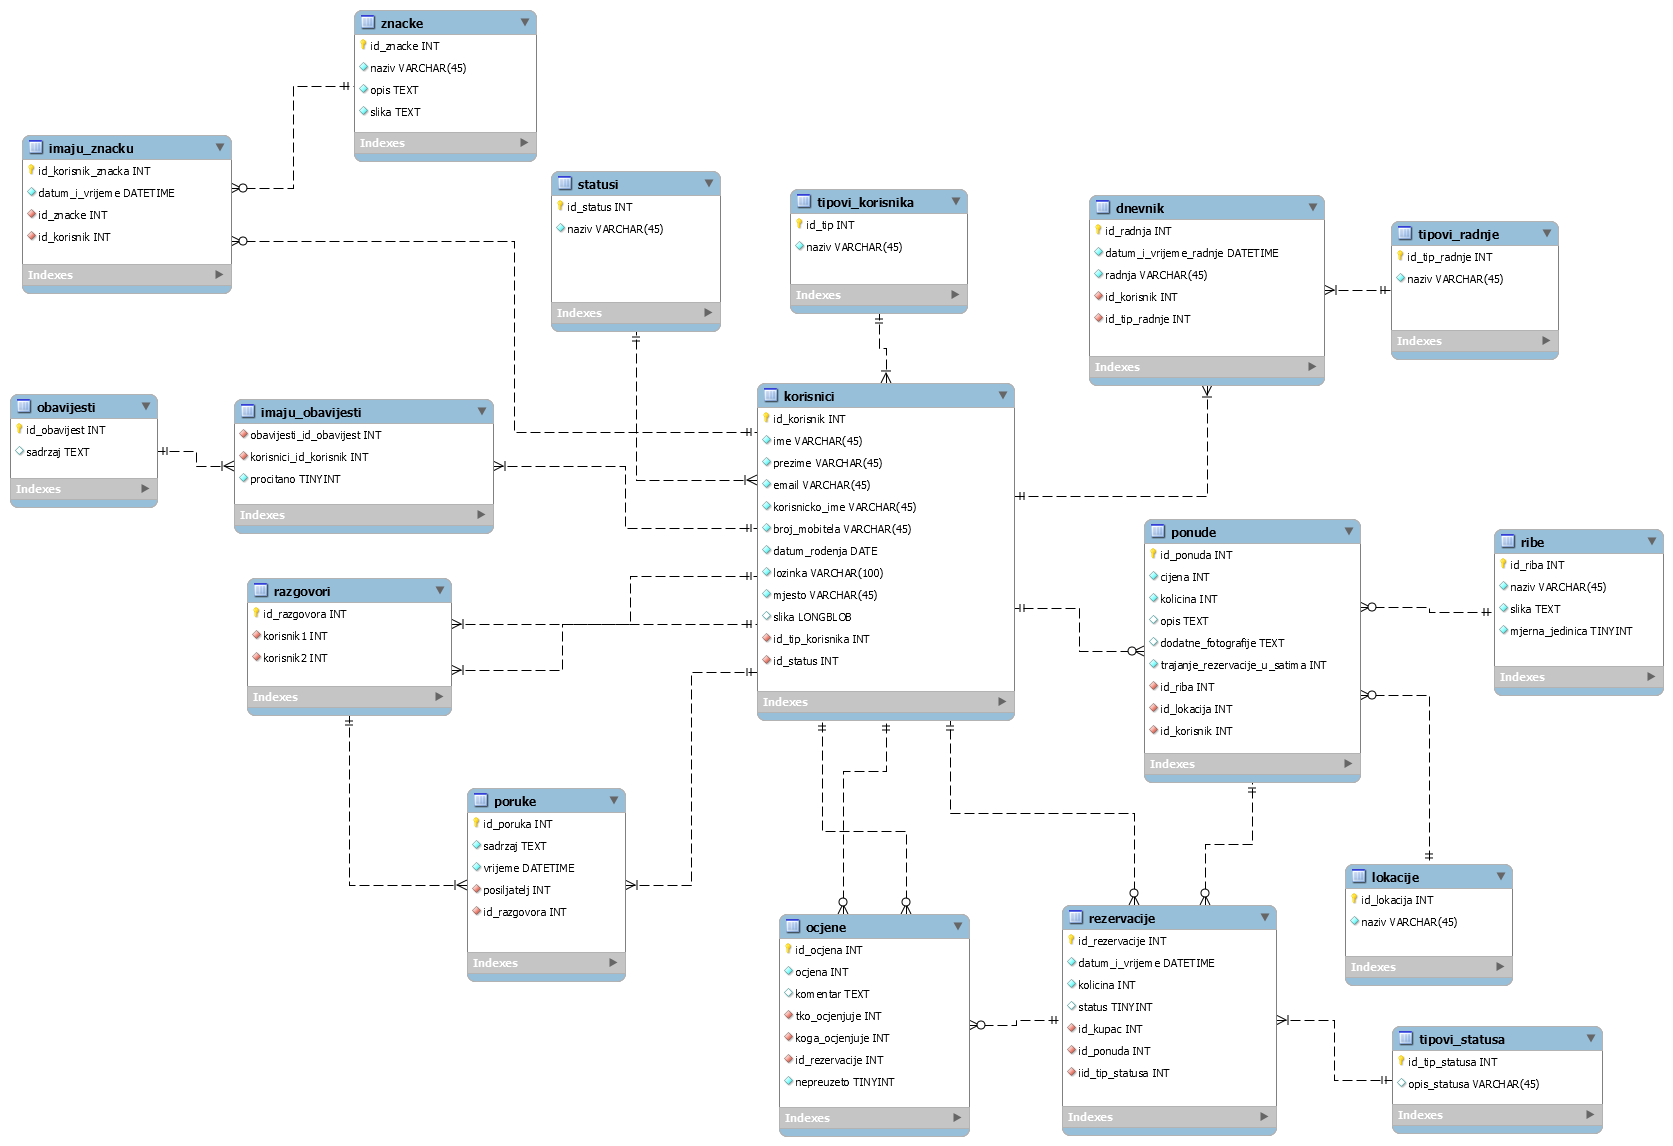 znacke
id_znacke INT
naziv VARCHAR(45)
opis TEXT
slika TEXT
Indexes
imaju_znacku
id_korisnik_znacka INT
datum_i_vrijeme DATETIME
id_znacke INT
id_korisnik INT
Indexes
statusi
id_status INT
naziv VARCHAR(45)
Indexes
tipovi_korisnika
id_tip INT
naziv VARCHAR(45)
Indexes
dnevnik
id_radnja INT
datum_i_vrijeme_radnje DATETIME
radnja VARCHAR(45)
id_korisnik INT
id_tip_radnje INT
Indexes
tipovi_radnje
id_tip_radnje INT
naziv VARCHAR(45)
Indexes
obavijesti
id_obavijest INT
sadrzaj TEXT
Indexes
imaju_obavijesti
obavijesti_id_obavijest INT
korisnici_id_korisnik INT
procitano TINYINT
Indexes
korisnici
id_korisnik INT
ime VARCHAR(45)
prezime VARCHAR(45)
email VARCHAR(45)
korisnicko_ime VARCHAR(45)
broj_mobitela VARCHAR(45)
datum_rodenja DATE
lozinka VARCHAR(100)
mjesto VARCHAR(45)
slika LONGBLOB
id_tip_korisnika INT
id_status INT
Indexes
ponude
id_ponuda INT
cijena INT
kolicina INT
opis TEXT
dodatne_fotografije TEXT
trajanje_rezervacije_u_satima INT
id_riba INT
id_lokacija INT
id_korisnik INT
Indexes
ribe
id_riba INT
naziv VARCHAR(45)
slika TEXT
mjerna_jedinica TINYINT
Indexes
razgovori
id_razgovora INT
korisnik1 INT
korisnik2 INT
Indexes
poruke
id_poruka INT
sadrzaj TEXT
vrijeme DATETIME
posiljatelj INT
id_razgovora INT
Indexes
ocjene
id_ocjena INT
ocjena INT
komentar TEXT
tko_ocjenjuje INT
koga_ocjenjuje INT
id_rezervacije INT
nepreuzeto TINYINT
Indexes
rezervacije
id_rezervacije INT
datum_i_vrijeme DATETIME
kolicina INT
status TINYINT
id_kupac INT
id_ponuda INT
iid_tip_statusa INT
Indexes
lokacije
id_lokacija INT
naziv VARCHAR(45)
Indexes
tipovi_statusa
id_tip_statusa INT
opis_statusa VARCHAR(45)
Indexes